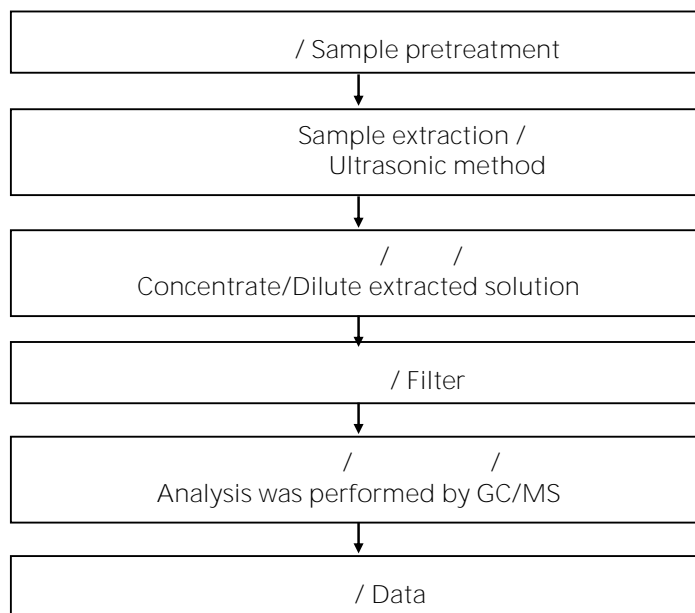 / Sample pretreatment
Sample extraction /
Ultrasonic method
/ /
Concentrate/Dilute extracted solution
/ Filter
/ /
Analysis was performed by GC/MS
/ Data